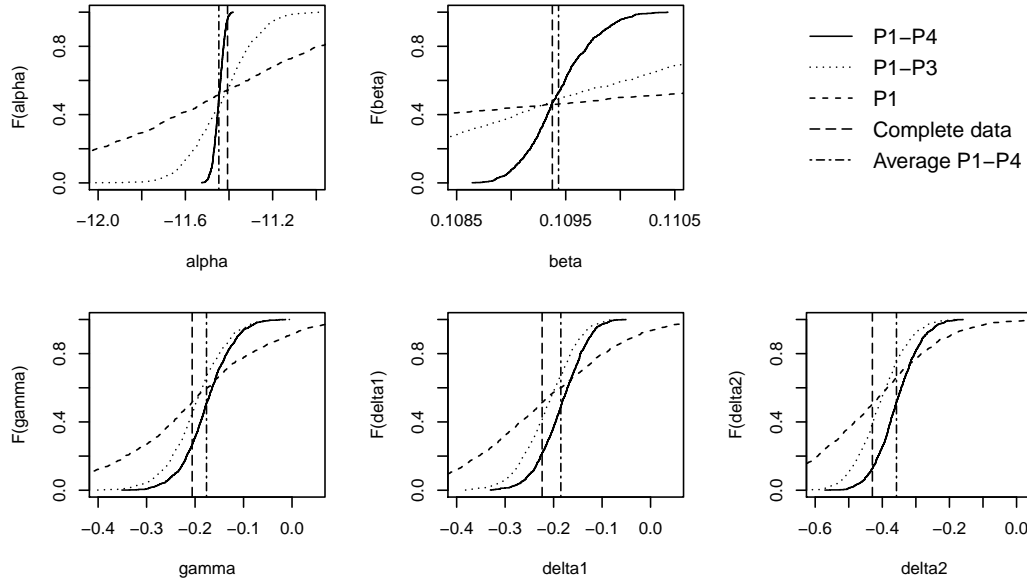 F(alpha)
0.0 0.4 0.8
−12.0 −11.6 −11.2
alpha
F(beta)
0.0 0.4 0.8
0.1085 0.1095 0.1105
beta
P1−P4
P1−P3
P1
Complete data
Average P1−P4
F(gamma)
0.0 0.4 0.8
−0.4 −0.3 −0.2 −0.1 0.0
gamma
F(delta1)
0.0 0.4 0.8
−0.4 −0.3 −0.2 −0.1 0.0
delta1
F(delta2)
0.0 0.4 0.8
−0.6 −0.4 −0.2 0.0
delta2